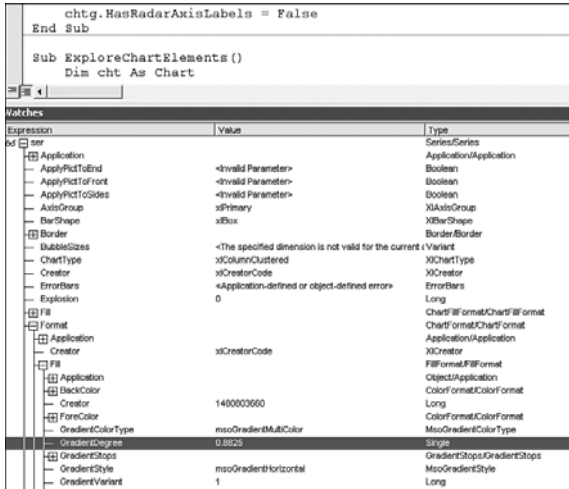 chtg.HasRadarAxisLabels = False
End Sub
Sub ExploreChartElements()
Dim cht As Chart
Watches
Expression Value Type
ser Series/Series
Application Application/Application
ApplyPictToEnd <Invalid Parameter> Boolean
ApplyPictToFront <Invalid Parameter> Boolean
ApplyPictToSides <Invalid Parameter> Boolean
AxisGroup xlPrimary XlAxisGroup
BarShape xlBox XlBarShape
Border Border/Border
BubbleSizes <The specified dimension is not valid for the current c Variant
ChartType xlColumnClustered XlChartType
Creator xlCreatorCode XlCreator
ErrorBars <Application-defined or object-defined error> ErrorBars
Explosion 0 Long
Fill ChartFillFormat/ChartFillFormat
Format ChartFormat/ChartFormat
Application Application/Application
Creator xlCreatorCode XlCreator
Fill FillFormat/FillFormat
Application Object/Application
BackColor ColorFormat/ColorFormat
Creator 1480803660 Long
ForeColor ColorFormat/ColorFormat
GradientColorType msoGradientMultiColor MsoGradientColorType
GradientDegree 0.8825 Single
GradientStops GradientStops/GradientStops
GradientStyle msoGradientHorizontal MsoGradientStyle
GradientVariant 1 Long